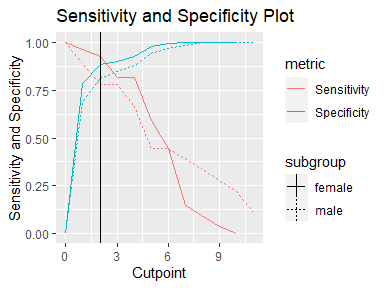 Sensitivity and Specificity Plot
Sensitivity and Specificity
1.00
0.75
0.50
0.25
0.00
0 3 6 9
Cutpoint
metric
Sensitivity
Specificity
subgroup
female
male